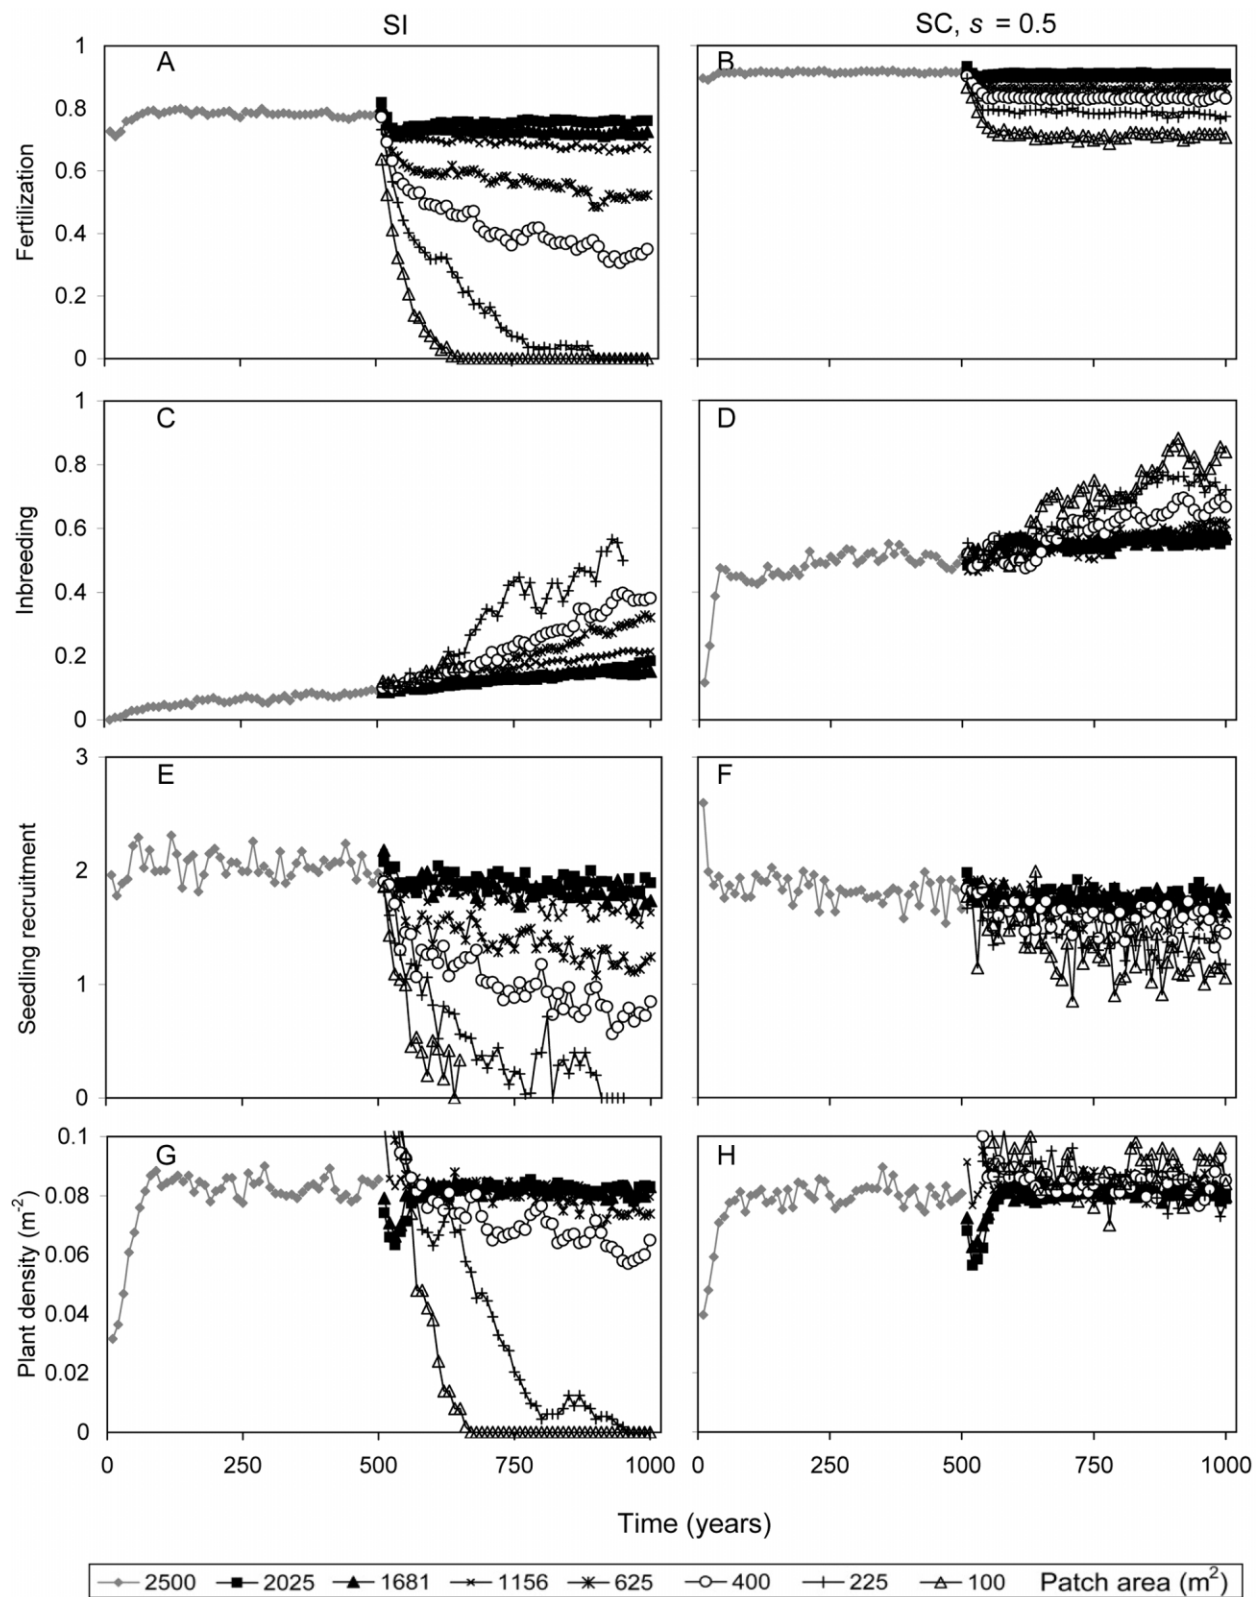 SI
SC, s = 0.5
A
B
1
0.8
0.6
0.4
0.2
0
Fertilization
C
D
1
0.8
0.6
0.4
0.2
0
Inbreeding
E
F
3
2
1
0
Seedling recruitment
G
H
0.1
0.08
0.06
0.04
0.02
0
Plant density (m-2)
0 250 500 750 1000
0 250 500 750 1000
Time (years)
2500 2025 1681 1156 625 400 225 100 Patch area (m2)